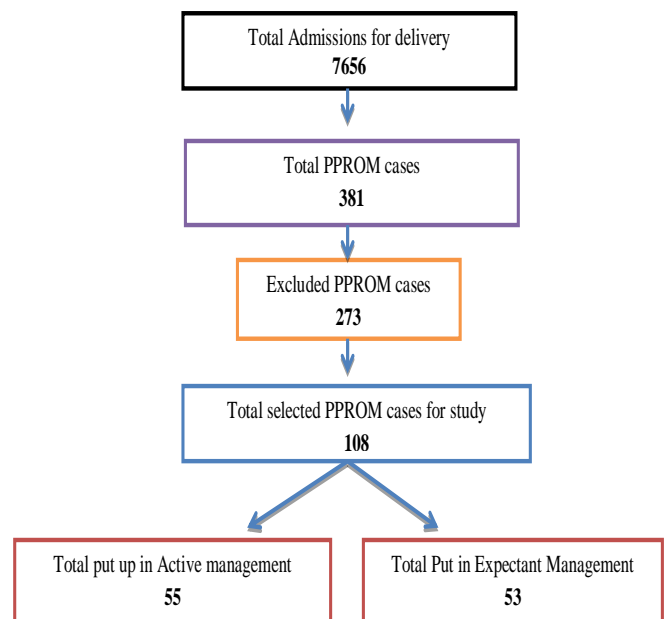 Total Admissions for delivery
7656
Total PPROM cases
381
Excluded PPROM cases
273
Total selected PPROM cases for study
108
Total put up in Active management
55
Total Put in Expectant Management
53